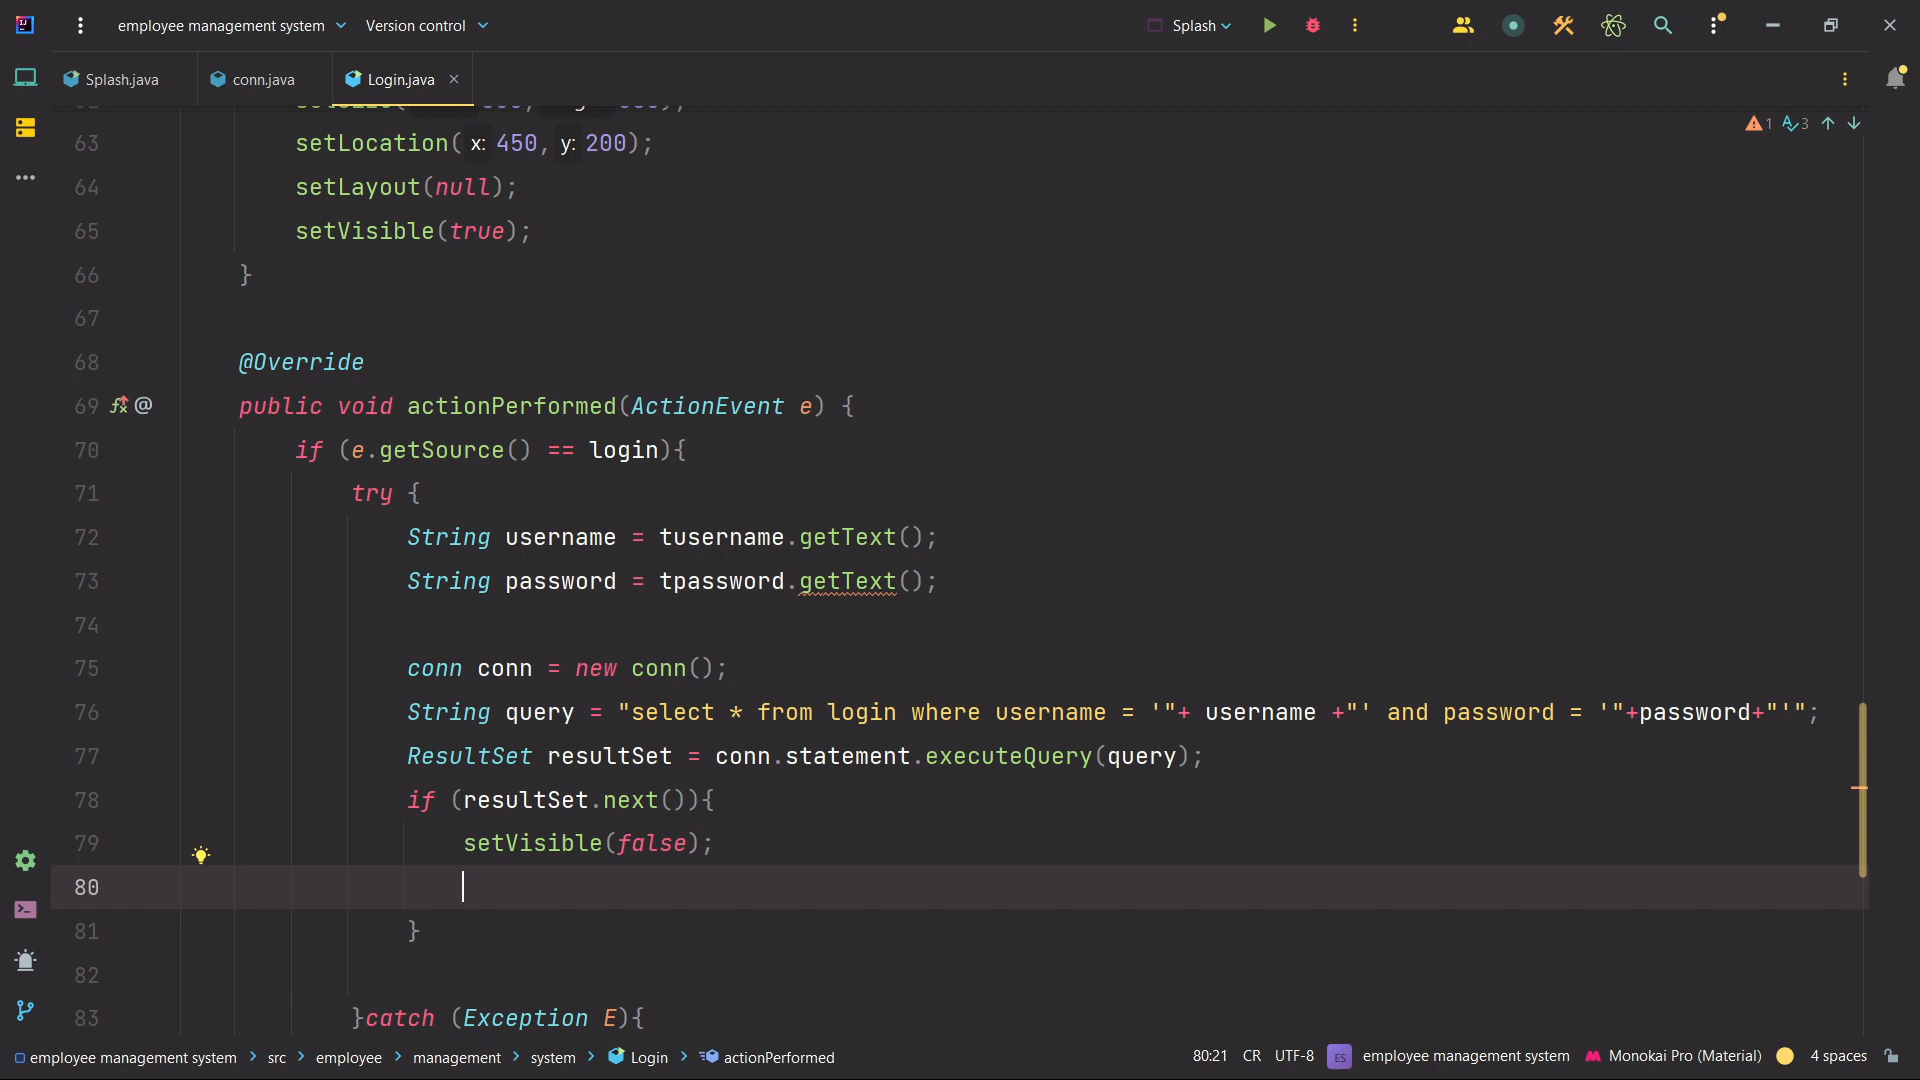 employee management system Version control Splash
Splash.java conn.java Login.java
63 setLocation( x: 450, y: 200);
1 3
64 setLayout(null);
65 setVisible(true);
66 }
67
68 @Override
69 @ public void actionPerformed(ActionEvent e) {
70 if (e.getSource() == login){
71 try {
72 String username = tusername.getText();
73 String password = tpassword.getText();
74
75 conn conn = new conn();
76 String query = "select * from login where username = '"+ username +"' and password = '"+password+"'";
77 ResultSet resultSet = conn.statement.executeQuery(query);
78 if (resultSet.next()){
79 setVisible(false);
80
81 }
82
83 }catch (Exception E){
employee management system > src > employee > management > system > Login > actionPerformed 80:21 CR UTF-8 ES employee management system Monokai Pro (Material) 4 spaces